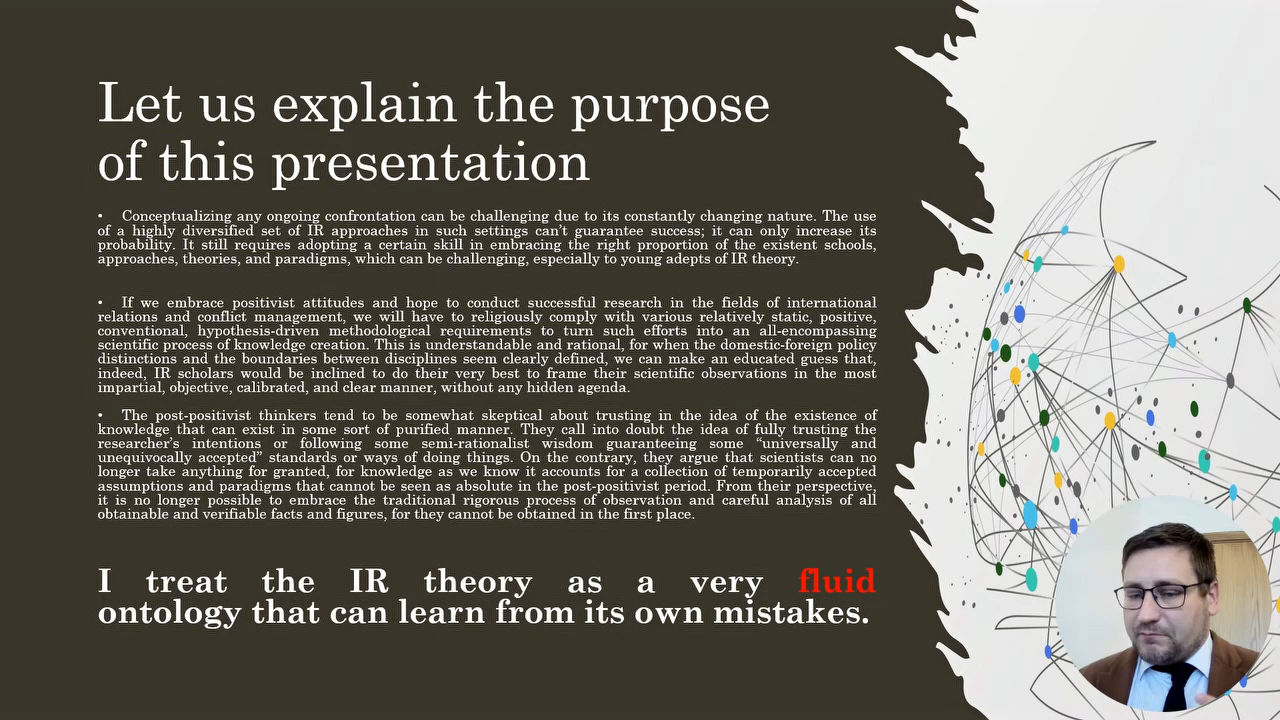 Let us explain the purpose
of this presentation
• Conceptualizing any ongoing confrontation can be challenging due to its constantly changing nature. The use
of a highly diversified set of IR approaches in such settings can't guarantee success; it can only increase its
probability. It still requires adopting a certain skill in embracing the right proportion of the existent schools,
approaches, theories, and paradigms, which can be challenging, especially to young adepts of IR theory.
• If we embrace positivist attitudes and hope to conduct successful research in the fields of international
relations and conflict management, we will have to religiously comply with various relatively static, positive,
conventional, hypothesis-driven methodological requirements to turn such efforts into an all-encompassing
scientific process of knowledge creation. This is understandable and rational, for when the domestic-foreign policy
distinctions and the boundaries between disciplines seem clearly defined, we can make an educated guess that,
indeed, IR scholars would be inclined to do their very best to frame their scientific observations in the most
impartial, objective, calibrated, and clear manner, without any hidden agenda.
• The post-positivist thinkers tend to be somewhat skeptical about trusting in the idea of the existence of
knowledge that can exist in some sort of purified manner. They call into doubt the idea of fully trusting the
researcher's intentions or following some semi-rationalist wisdom guaranteeing some “universally and
unequivocally accepted” standards or ways of doing things. On the contrary, they argue that scientists can no
longer take anything for granted, for knowledge as we know it accounts for a collection of temporarily accepted
assumptions and paradigms that cannot be seen as absolute in the post-positivist period. From their perspective,
it is no longer possible to embrace the traditional rigorous process of observation and careful analysis of all
obtainable and verifiable facts and figures, for they cannot be obtained in the first place.
I treat the IR theory as a very fluid
ontology that can learn from its own mistakes.